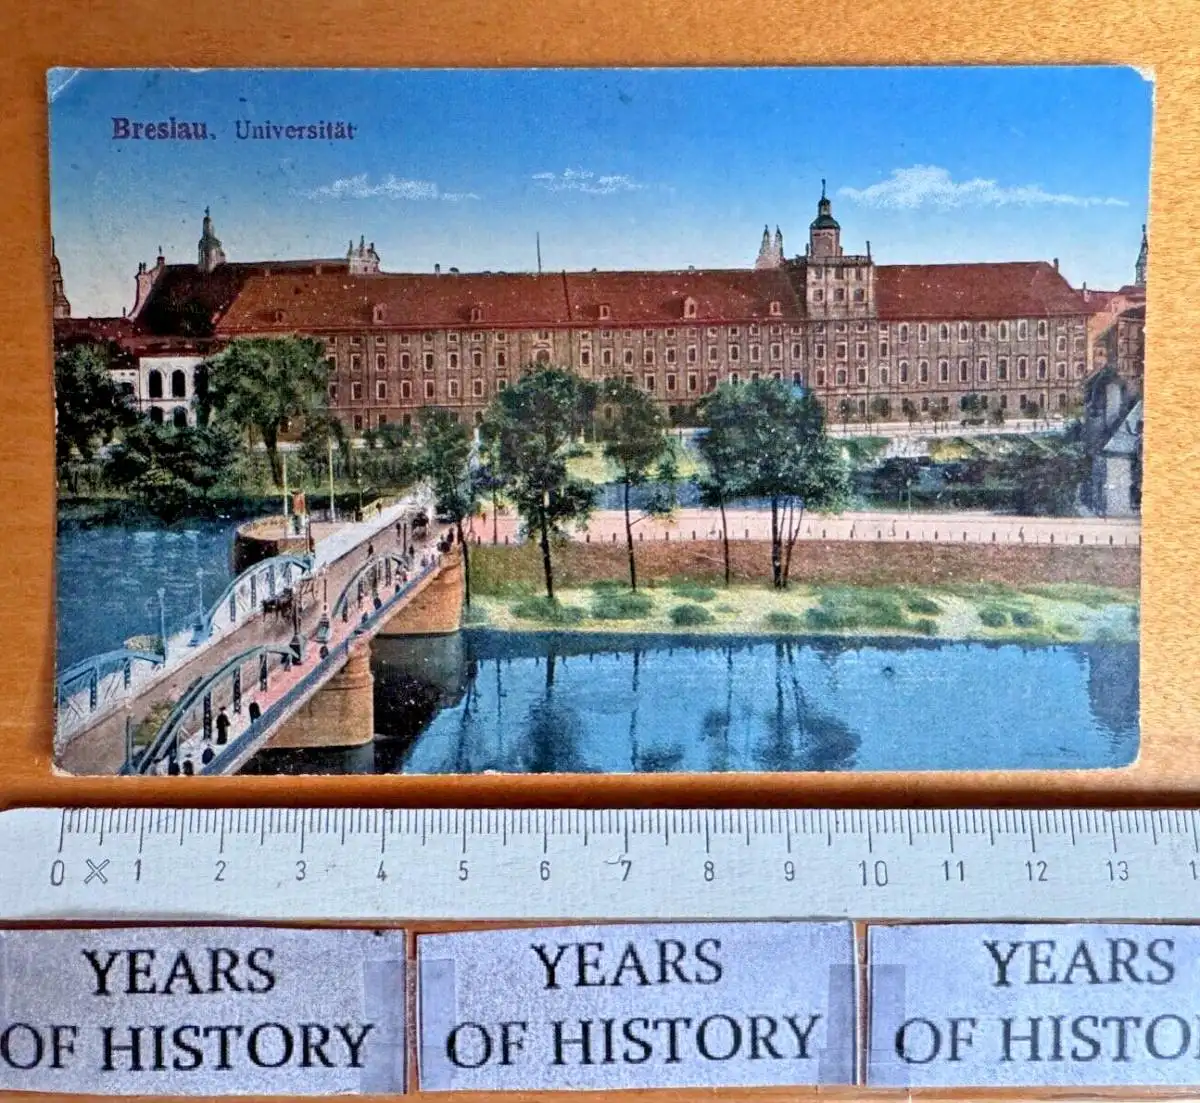 Breslau. Universität
0 1 2 3 4 5 6 7 8 9 10 11 12 13 1
YEARS YEARS YEARS
OF HISTORY OF HISTORY OF HISTO